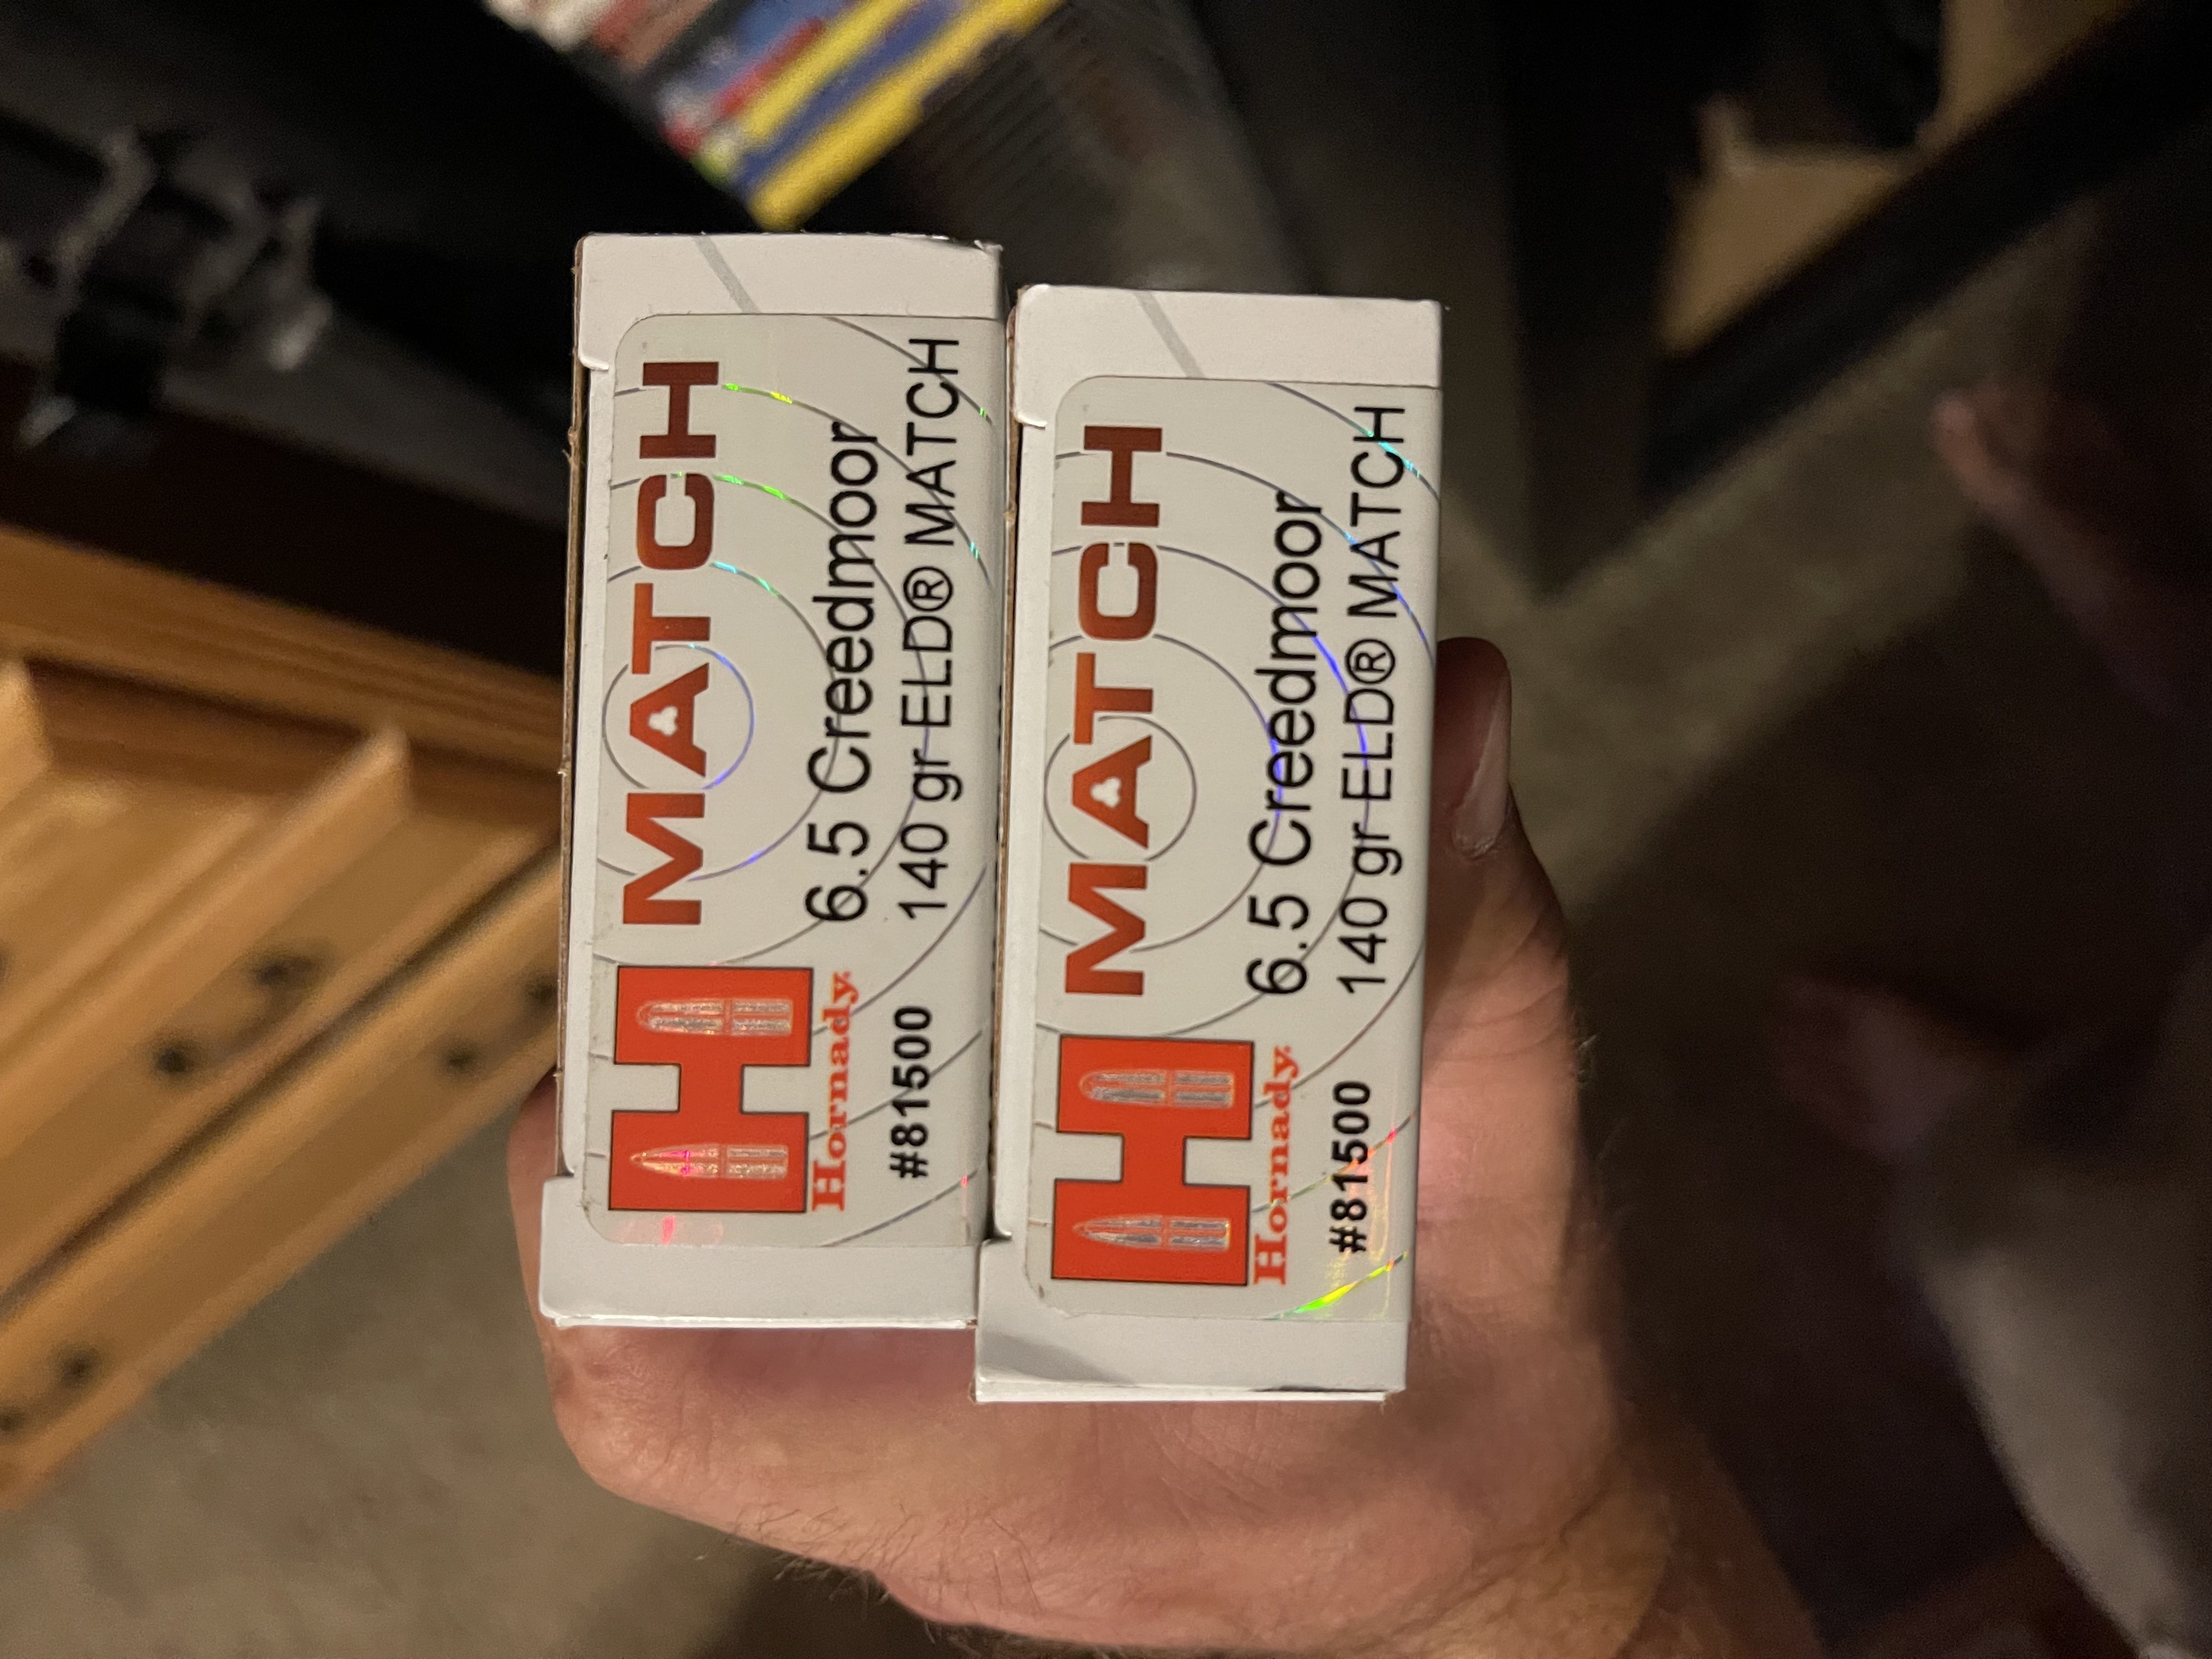 MATCH
6.5 Creedmoor
140 gr ELD® MATCH
Hornady®
#81500
MATCH
6.5 Creedmoor
140 gr ELD® MATCH
Hornady®
#81500